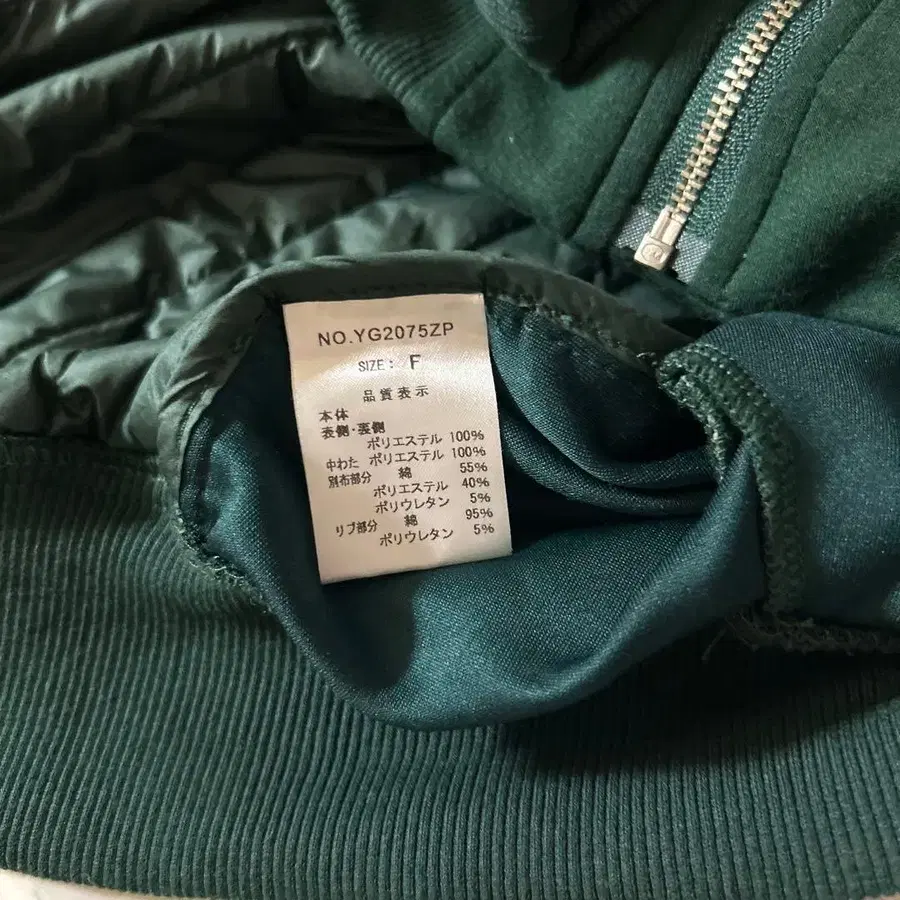 NO.YG2075ZP
SIZE: F
品質表示
本体
表側・裏側
ポリエステル 100%
中わた ポリエステル 100%
別布部分 綿 55%
ポリエステル 40%
ポリウレタン 5%
リブ部分 綿 95%
ポリウレタン 5%